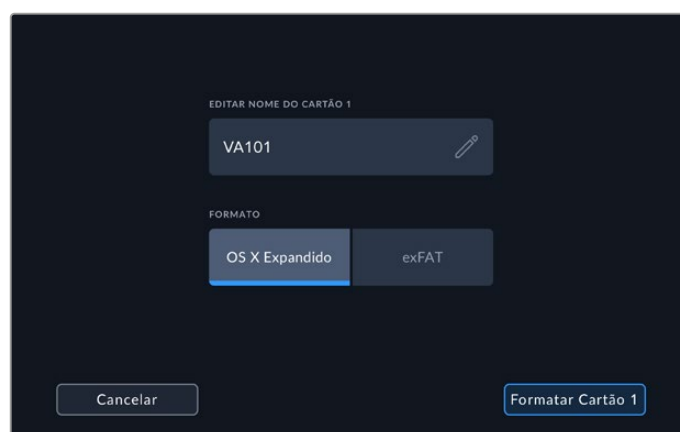 EDITAR NOME DO CARTÃO 1
VA101
FORMATO
OS X Expandido
exFAT
Cancelar
Formatar Cartão 1